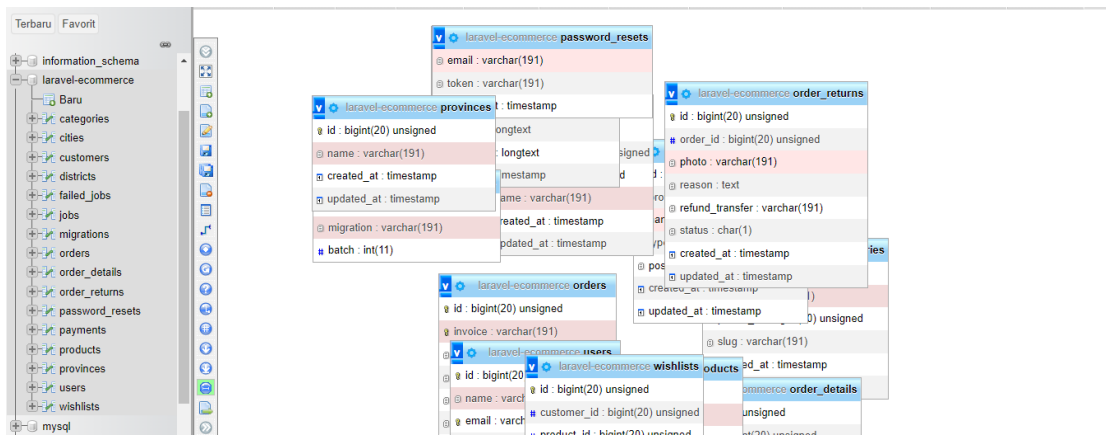 Terbaru Favorit
information_schema
laravel-ecommerce
Baru
categories
cities
customers
districts
failed_jobs
jobs
migrations
orders
order_details
order_returns
password_resets
payments
products
provinces
users
wishlists
mysql
laravel-ecommerce password_resets
email : varchar(191)
token : varchar(191)
: timestamp
longtext
: longtext
laravel-ecommerce provinces
id : bigint(20) unsigned
name : varchar(191)
created_at : timestamp
updated_at : timestamp
migration : varchar(191)
batch : int(11)
: timestamp
laravel-ecommerce order_returns
id : bigint(20) unsigned
order_id : bigint(20) unsigned
photo : varchar(191)
reason : text
refund_transfer : varchar(191)
status : char(1)
created_at : timestamp
updated_at : timestamp
created_at : timestamp
updated_at : timestamp
unsigned
slug : varchar(191)
: timestamp
laravel-ecommerce orders
id : bigint(20) unsigned
invoice : varchar(191)
laravel-ecommerce users
id : bigint(20)
name :
email :
laravel-ecommerce wishlists
id : bigint(20) unsigned
customer_id : bigint(20) unsigned
product_id : bigint(20) unsigned
order_details
unsigned